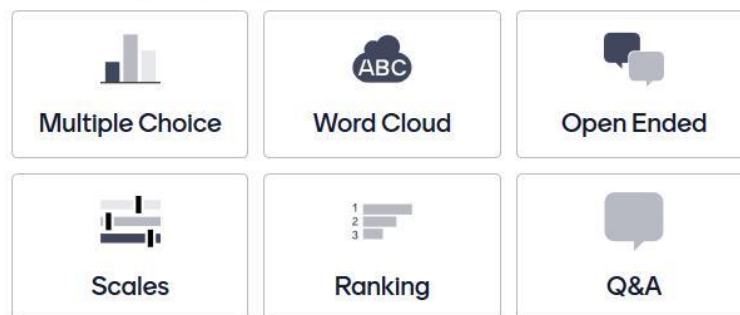 Multiple Choice
ABC
Word Cloud
Open Ended
Scales
1
2
3
Ranking
Q&A